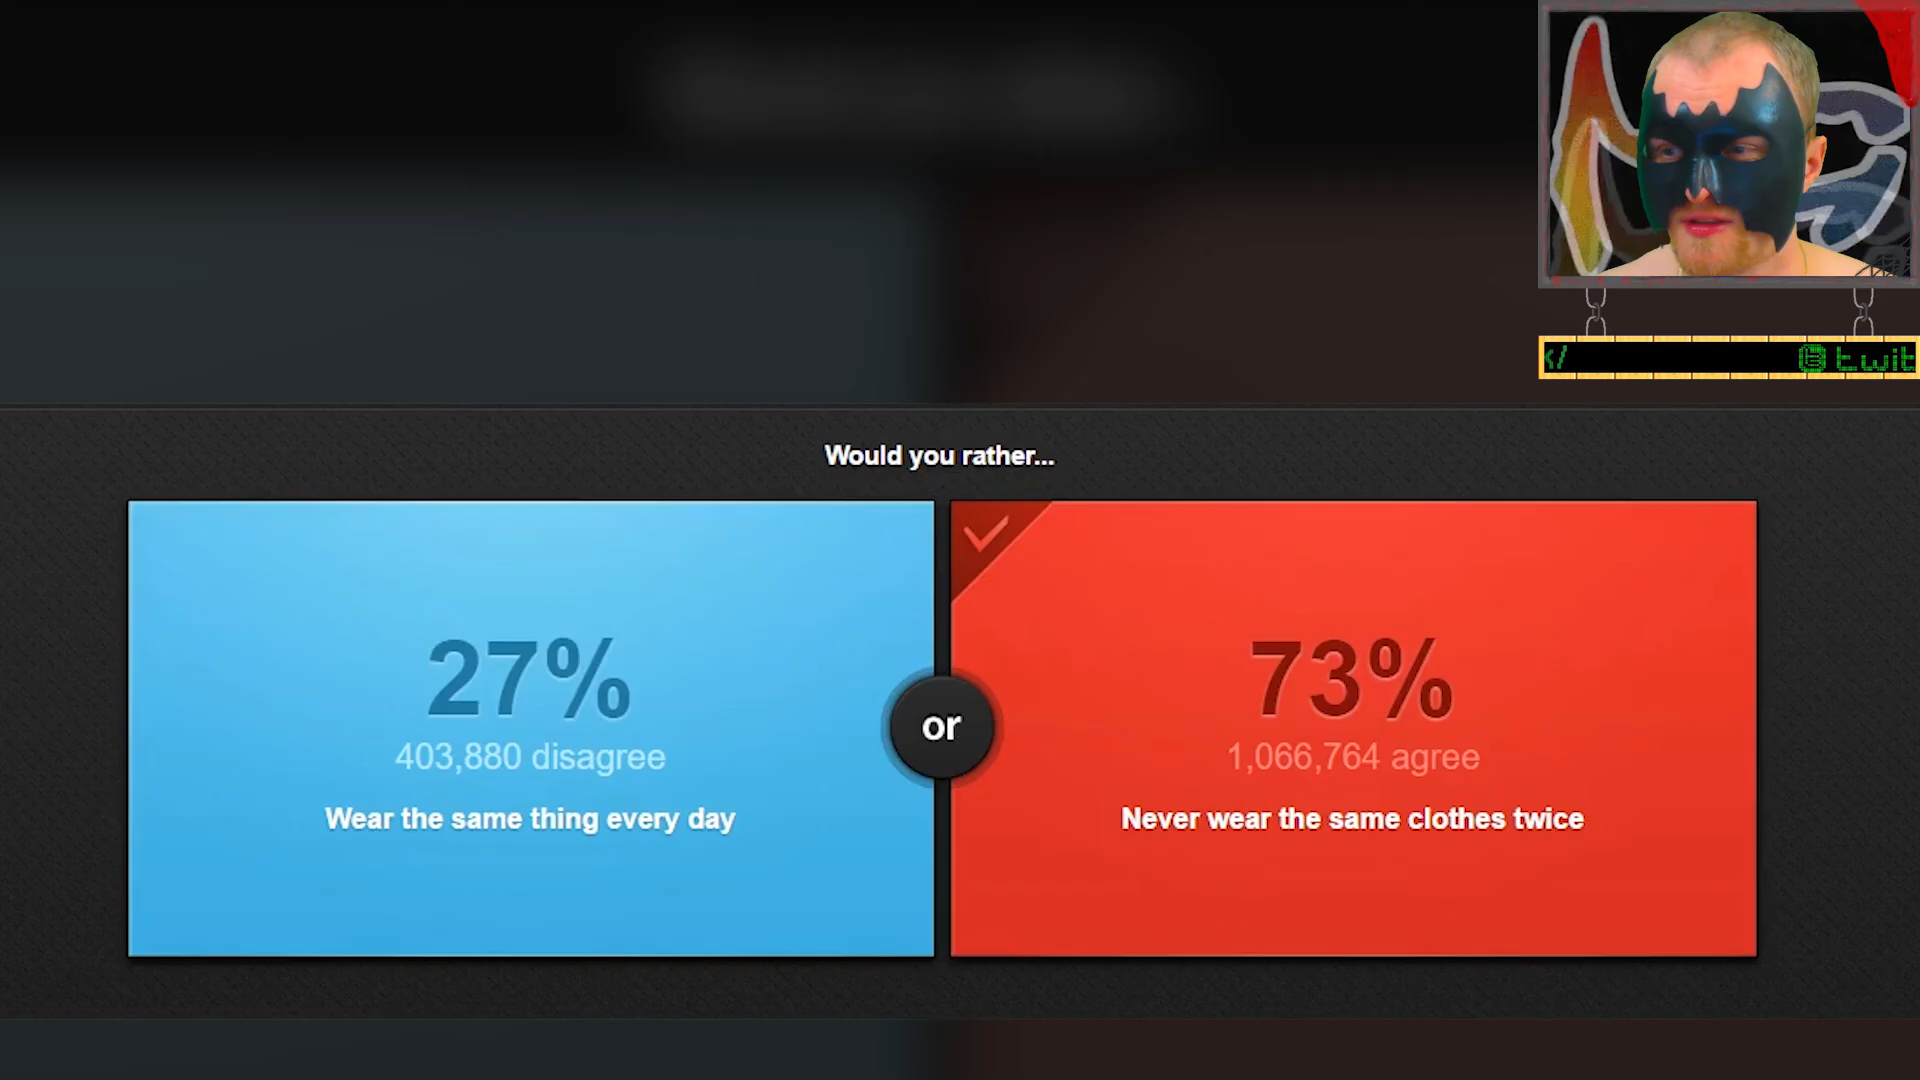 </ twit
Would you rather...
27%
403,880 disagree
Wear the same thing every day
or
73%
1,066,764 agree
Never wear the same clothes twice